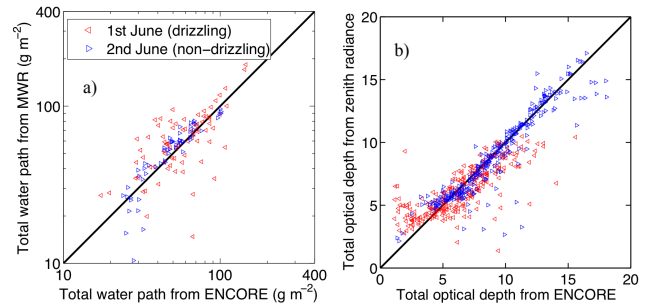 400
1st June (drizzling)
2nd June (non-drizzling)
a)
100
10
10 100 400
Total water path from MWR (g m⁻²)
Total water path from ENCORE (g m⁻²)
20
b)
15
10
5
0
0 5 10 15 20
Total optical depth from zenith radiance
Total optical depth from ENCORE